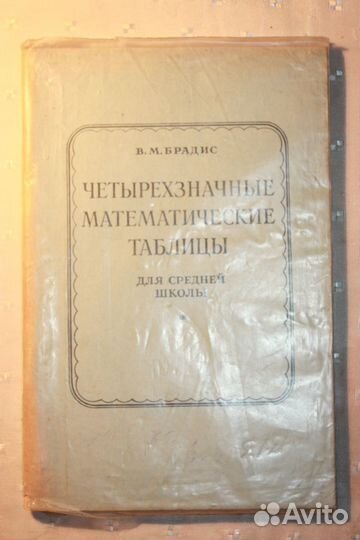 В. М. БРАДИС
ЧЕТЫРЕХЗНАЧНЫЕ
МАТЕМАТИЧЕСКИЕ
ТАБЛИЦЫ
ДЛЯ СРЕДНЕЙ
ШКОЛЫ
Avito